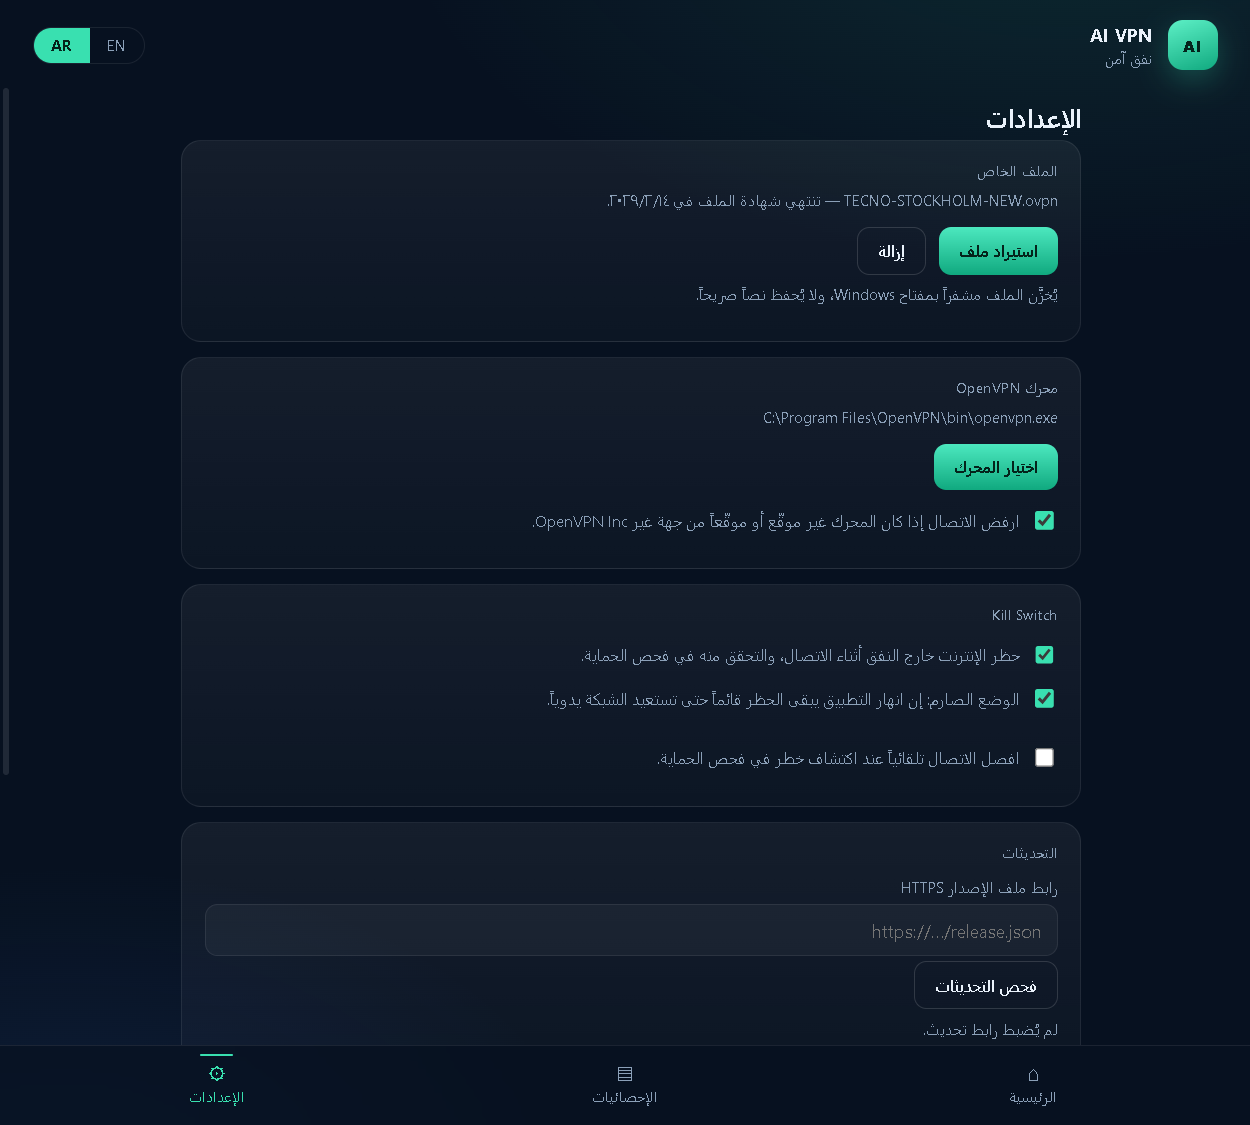 AI
AI VPN
نفق آمن
EN
AR
الإعدادات
الملف الخاص
TECNO-STOCKHOLM-NEW.ovpn — تنتهي شهادة الملف في ٢٠٢٩/٢/١٤.
استيراد ملف
إزالة
يُخزَّن الملف مشفراً بمفتاح Windows، ولا يُحفظ نصاً صريحاً.
محرك OpenVPN
C:\Program Files\OpenVPN\bin\openvpn.exe
اختيار المحرك
ارفض الاتصال إذا كان المحرك غير موقّع أو موقّعاً من جهة غير OpenVPN Inc.
Kill Switch
حظر الإنترنت خارج النفق أثناء الاتصال، والتحقق منه في فحص الحماية.
الوضع الصارم: إن انهار التطبيق يبقى الحظر قائماً حتى تستعيد الشبكة يدوياً.
افصل الاتصال تلقائياً عند اكتشاف خطر في فحص الحماية.
التحديثات
رابط ملف الإصدار HTTPS
https://.../release.json
فحص التحديثات
لم يُضبط رابط تحديث.
الرئيسية
الإحصائيات
الإعدادات